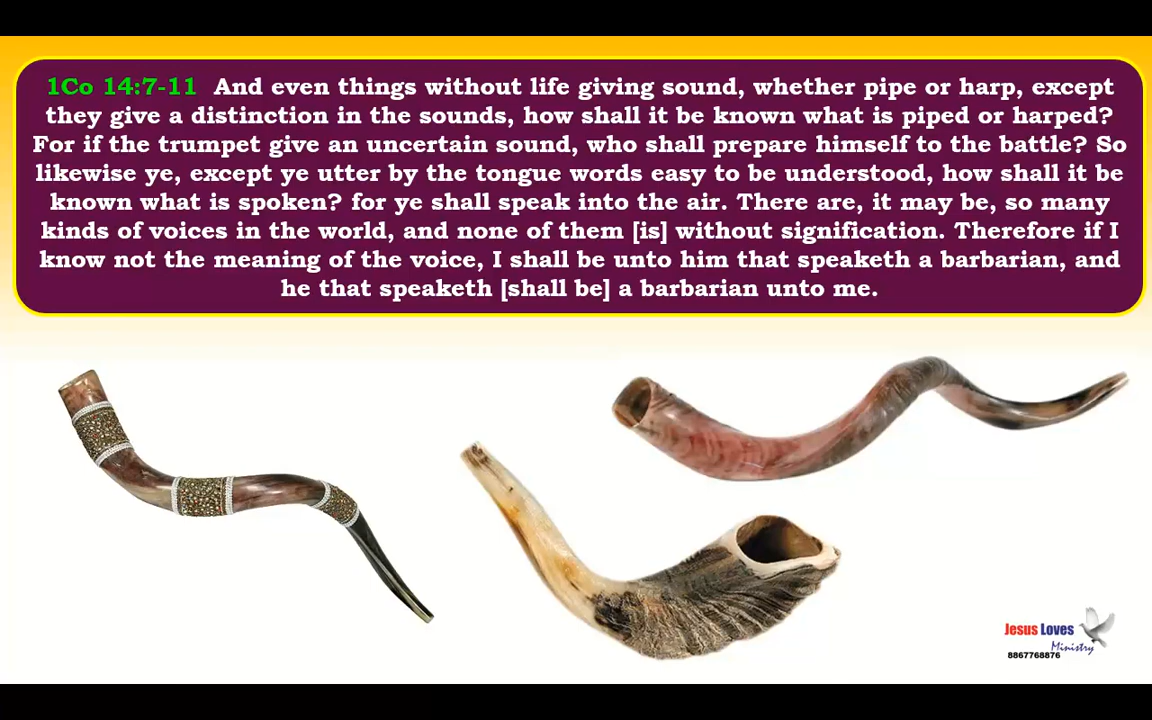 1Co 14:7-11 And even things without life giving sound, whether pipe or harp, except
they give a distinction in the sounds, how shall it be known what is piped or harped?
For if the trumpet give an uncertain sound, who shall prepare himself to the battle? So
likewise ye, except ye utter by the tongue words easy to be understood, how shall it be
known what is spoken? for ye shall speak into the air. There are, it may be, so many
kinds of voices in the world, and none of them [is] without signification. Therefore if I
know not the meaning of the voice, I shall be unto him that speaketh a barbarian, and
he that speaketh [shall be] a barbarian unto me.
Jesus Loves
Ministry
8867768876